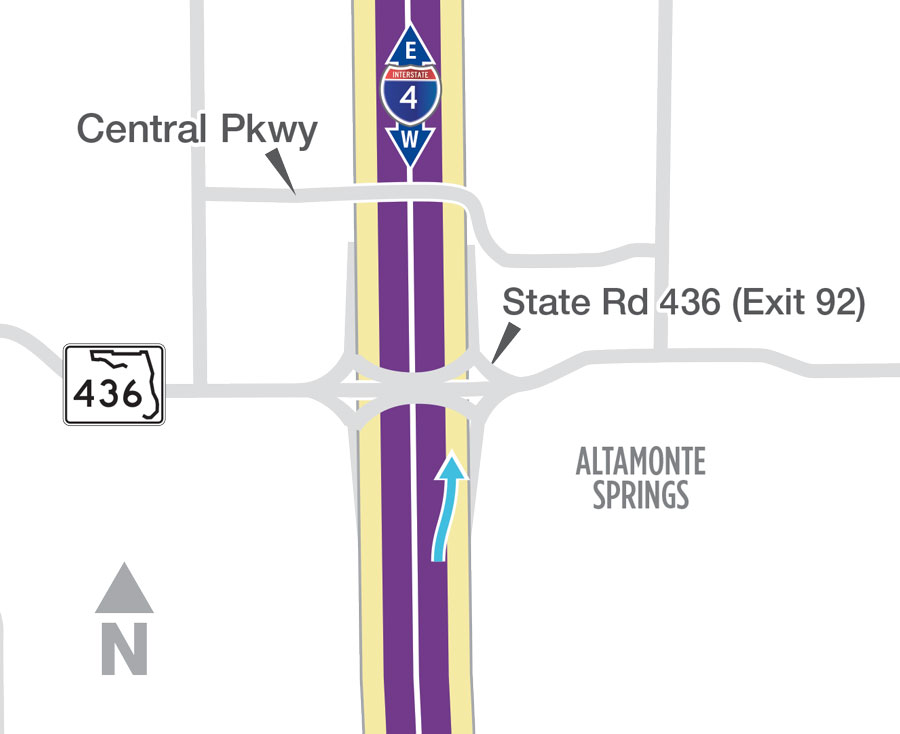 E
INTERSTATE
4
W
Central Pkwy
State Rd 436 (Exit 92)
436
ALTAMONTE
SPRINGS
N